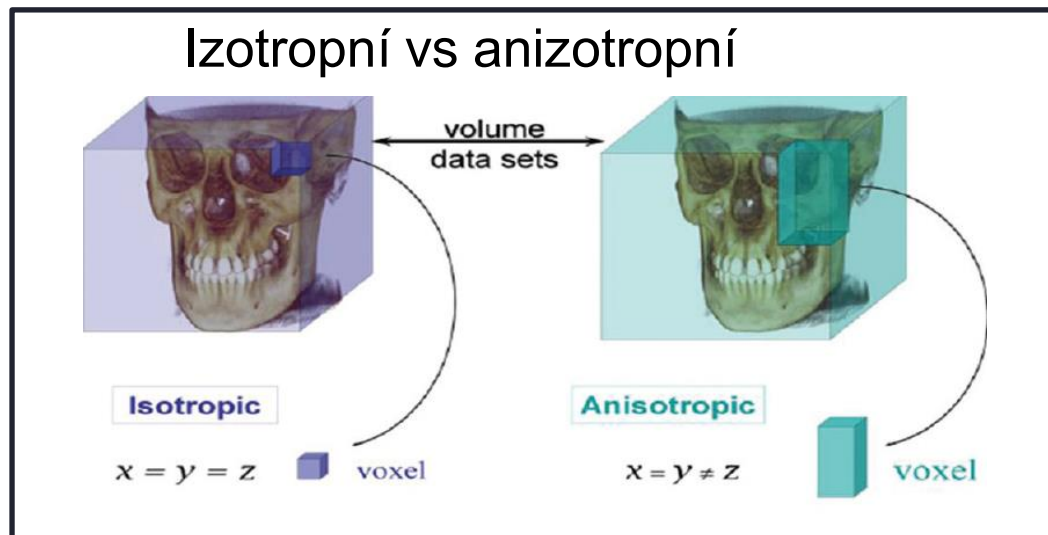 Izotropní vs anizotropní
volume
data sets
Isotropic
x = y = z
voxel
Anisotropic
x = y ≠ z
voxel